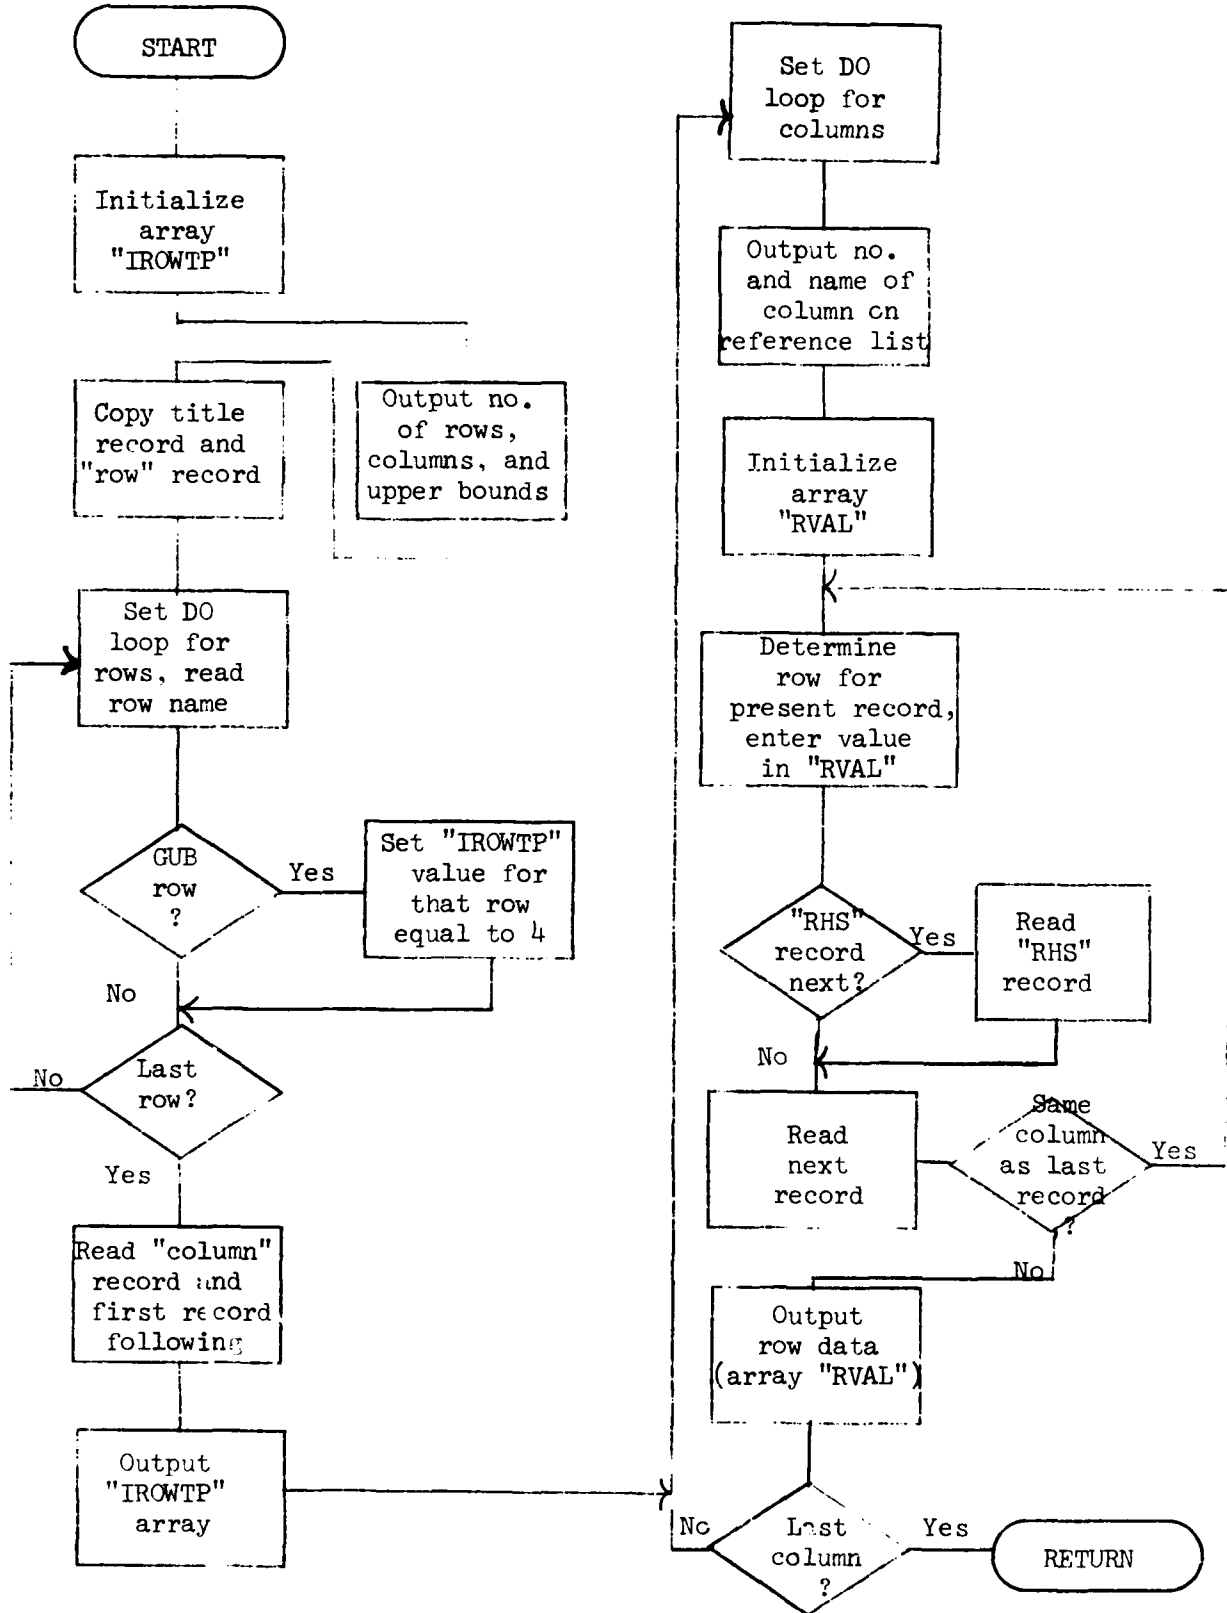 START
Initialize
array
"IROWTP"
Copy title
record and
"row" record
Output no.
of rows,
columns, and
upper bounds
Set DO
loop for
rows, read
row name
GUB
row
?
Yes
Set "IROWTP"
value for
that row
equal to 4
No
Last
row?
No
Yes
Read "column"
record and
first record
following
Output
"IROWTP"
array
Set DO
loop for
columns
Output no.
and name of
column on
reference list
Initialize
array
"RVAL"
Determine
row for
present record,
enter value
in "RVAL"
"RHS"
record
next?
Yes
Read
"RHS"
record
No
Read
next
record
Same
column
as last
record
?
Yes
No
Output
row data
(array "RVAL")
Last
column
?
No
Yes
RETURN